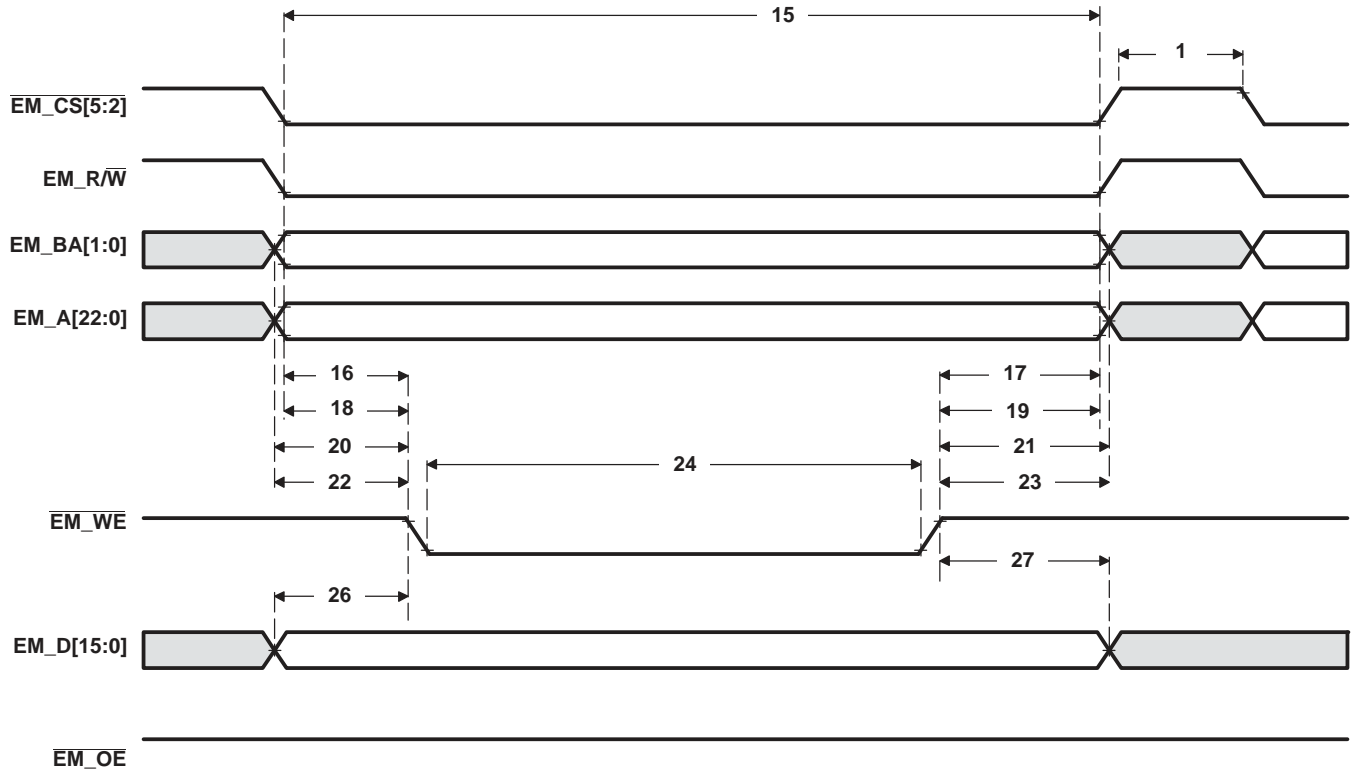 15
1
EM_CS[5:2]
EM_R/W
EM_BA[1:0]
EM_A[22:0]
16 17
18 19
20 21
24
22 23
EM_WE
27
26
EM_D[15:0]
EM_OE